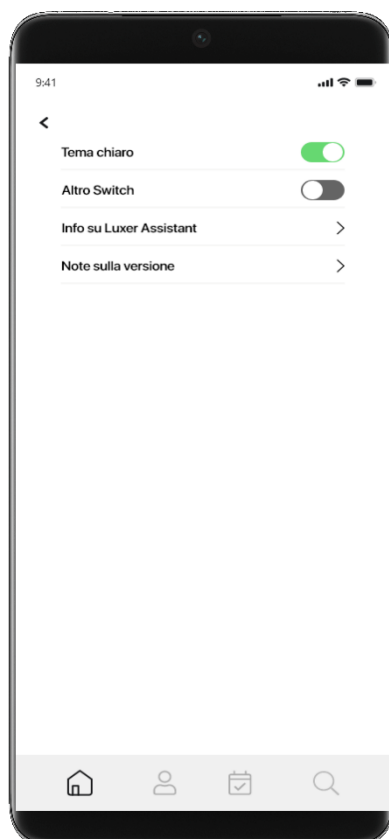 9:41
Tema chiaro
Altro Switch
Info su Luxer Assistant
Note sulla versione